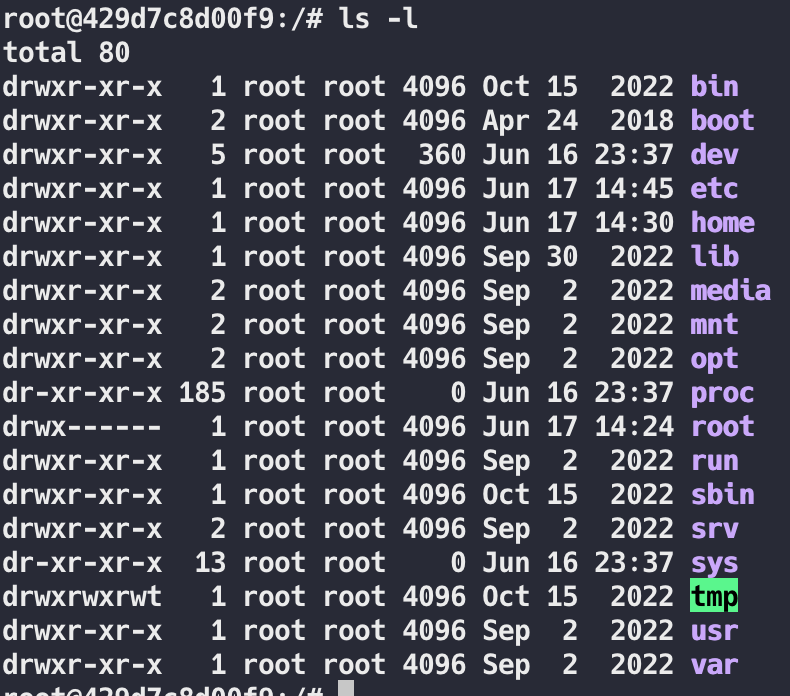 root@429d7c8d00f9:/# ls -l
total 80
drwxr-xr-x   1 root root 4096 Oct 15  2022 bin
drwxr-xr-x   2 root root 4096 Apr 24  2018 boot
drwxr-xr-x   5 root root  360 Jun 16 23:37 dev
drwxr-xr-x   1 root root 4096 Jun 17 14:45 etc
drwxr-xr-x   1 root root 4096 Jun 17 14:30 home
drwxr-xr-x   1 root root 4096 Sep 30  2022 lib
drwxr-xr-x   2 root root 4096 Sep  2  2022 media
drwxr-xr-x   2 root root 4096 Sep  2  2022 mnt
drwxr-xr-x   2 root root 4096 Sep  2  2022 opt
dr-xr-xr-x 185 root root    0 Jun 16 23:37 proc
drwx------   1 root root 4096 Jun 17 14:24 root
drwxr-xr-x   1 root root 4096 Sep  2  2022 run
drwxr-xr-x   1 root root 4096 Oct 15  2022 sbin
drwxr-xr-x   2 root root 4096 Sep  2  2022 srv
dr-xr-xr-x  13 root root    0 Jun 16 23:37 sys
drwxrwxrwt   1 root root 4096 Oct 15  2022 tmp
drwxr-xr-x   1 root root 4096 Sep  2  2022 usr
drwxr-xr-x   1 root root 4096 Sep  2  2022 var
root@429d7c8d00f9:/#